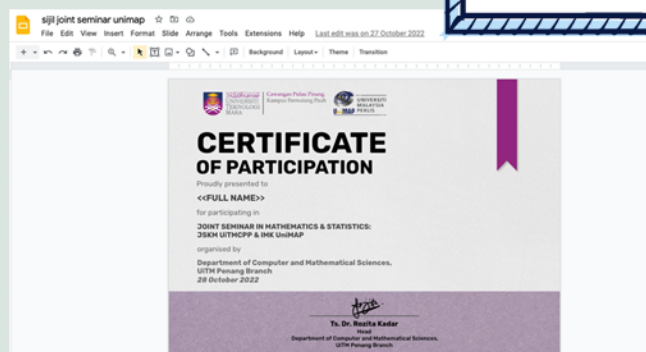 sijil joint seminar unimap
File Edit View Insert Format Slide Arrange Tools Extensions Help Last edit was on 27 October 2022
Background Layout Theme Transition
UNIVERSITI
TEKNOLOGI
MARA
Cawangan Pulau Pinang
Kampus Permatang Pauh
UNIVERSITI
MALAYSIA
PERLIS
UniMAP
CERTIFICATE
OF PARTICIPATION
Proudly presented to
<<FULL NAME>>
for participating in
JOINT SEMINAR IN MATHEMATICS & STATISTICS:
JSKM UiTMCPP & IMK UniMAP
organised by
Department of Computer and Mathematical Sciences,
UiTM Penang Branch
28 October 2022
Ts. Dr. Rozita Kadar
Head
Department of Computer and Mathematical Sciences,
UiTM Penang Branch